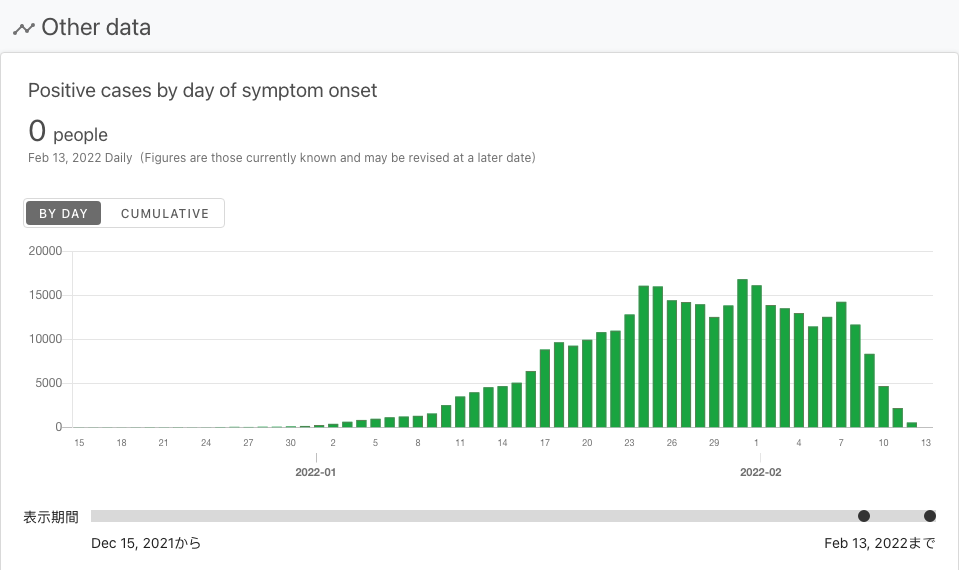 Other data
Positive cases by day of symptom onset
0 people
Feb 13, 2022 Daily (Figures are those currently known and may be revised at a later date)
BY DAY CUMULATIVE
20000
15000
10000
5000
0
15 18 21 24 27 30 2 5 8 11 14 17 20 23 26 29 1 4 7 10 13
2022-01 2022-02
表示期間
Dec 15, 2021から Feb 13, 2022まで